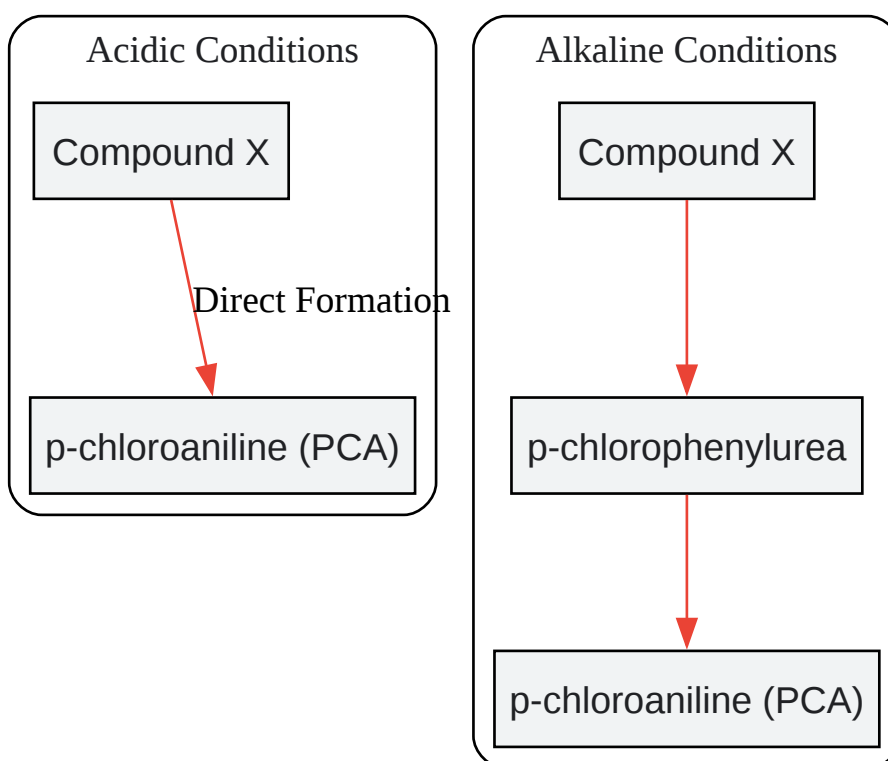 Acidic Conditions
Compound X
Direct Formation
p-chloroaniline (PCA)
Alkaline Conditions
Compound X
p-chlorophenylurea
p-chloroaniline (PCA)